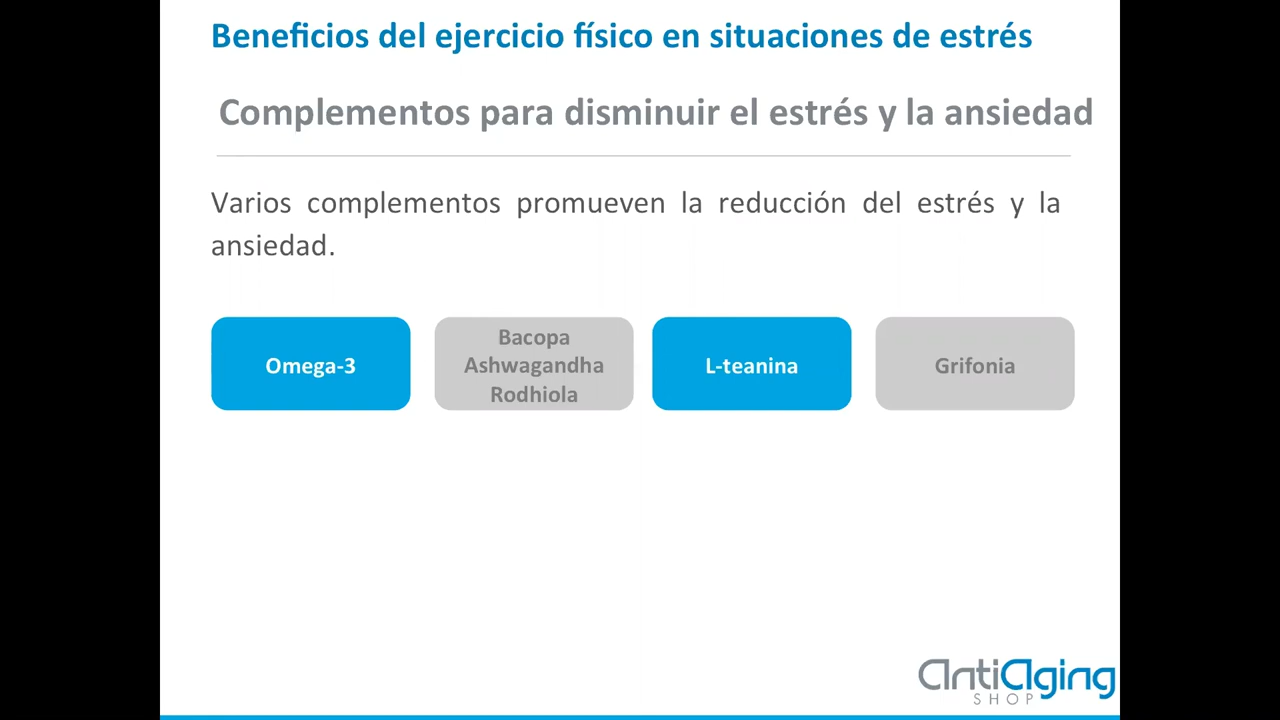 Beneficios del ejercicio físico en situaciones de estrés
Complementos para disminuir el estrés y la ansiedad
Varios complementos promueven la reducción del estrés y la
ansiedad.
Omega-3
Bacopa
Ashwagandha
Rodhiola
L-teanina
Grifonia
antiaging
SHOP